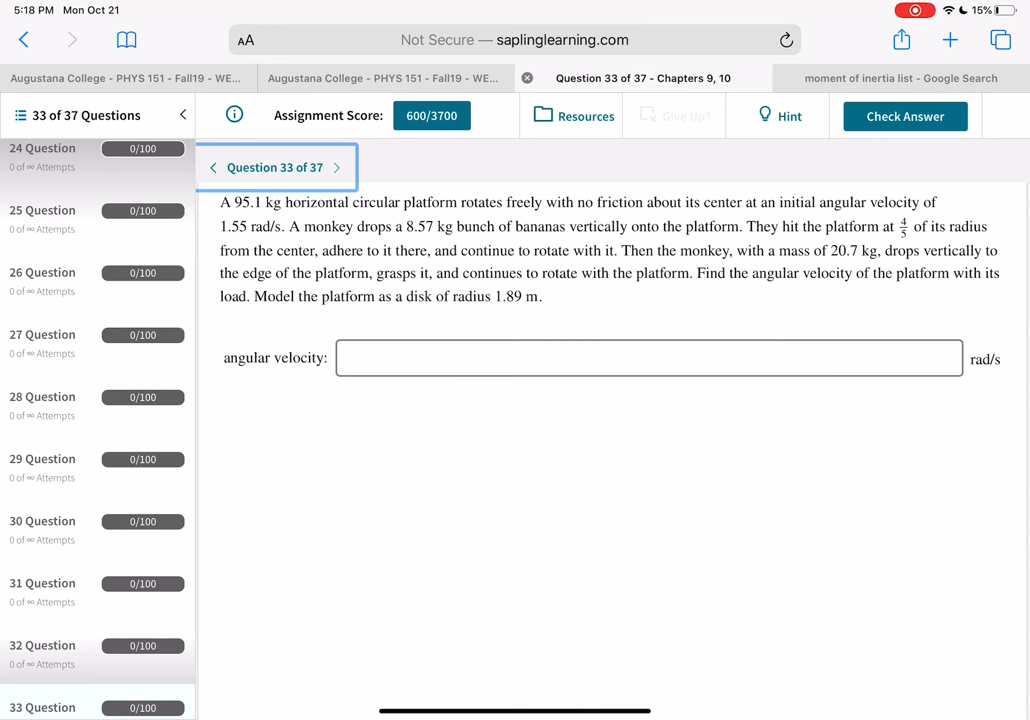 5:18 PM Mon Oct 21
15%
AA
Not Secure — saplinglearning.com
Augustana College - PHYS 151 - Fall19 - WE...
Augustana College - PHYS 151 - Fall19 - WE...
Question 33 of 37 - Chapters 9, 10
moment of inertia list - Google Search
33 of 37 Questions
Assignment Score:
600/3700
Resources
Give Up?
Hint
Check Answer
24 Question
0/100
0 of ∞ Attempts
25 Question
0/100
0 of ∞ Attempts
26 Question
0/100
0 of ∞ Attempts
27 Question
0/100
0 of ∞ Attempts
28 Question
0/100
0 of ∞ Attempts
29 Question
0/100
0 of ∞ Attempts
30 Question
0/100
0 of ∞ Attempts
31 Question
0/100
0 of ∞ Attempts
32 Question
0/100
0 of ∞ Attempts
33 Question
0/100
Question 33 of 37
A 95.1 kg horizontal circular platform rotates freely with no friction about its center at an initial angular velocity of
1.55 rad/s. A monkey drops a 8.57 kg bunch of bananas vertically onto the platform. They hit the platform at 4/5 of its radius
from the center, adhere to it there, and continue to rotate with it. Then the monkey, with a mass of 20.7 kg, drops vertically to
the edge of the platform, grasps it, and continues to rotate with the platform. Find the angular velocity of the platform with its
load. Model the platform as a disk of radius 1.89 m.
angular velocity:
rad/s